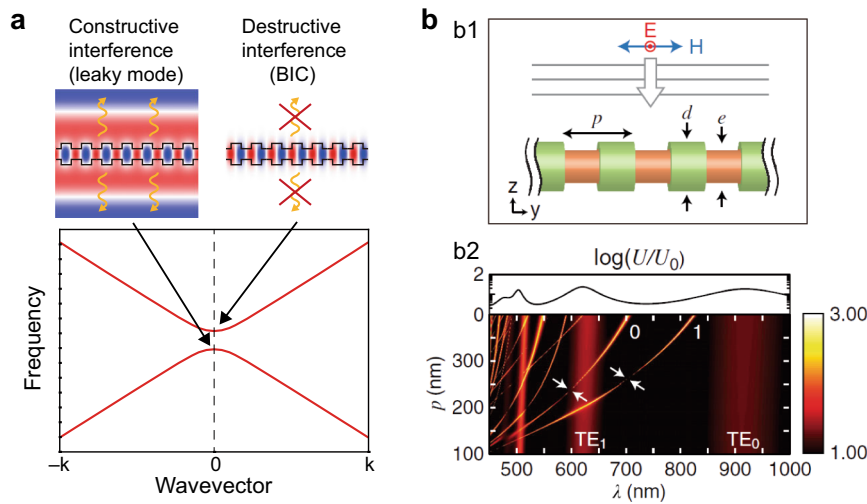 a
Constructive
interference
(leaky mode)
Destructive
interference
(BIC)
Frequency
–k
0
k
Wavevector
b
b1
E
H
p
d
e
z
y
b2
log(U/U0)
2
0
0
1
300
200
100
p (nm)
TE1
TE0
450
500
600
700
800
900
1000
λ (nm)
3.00
1.00